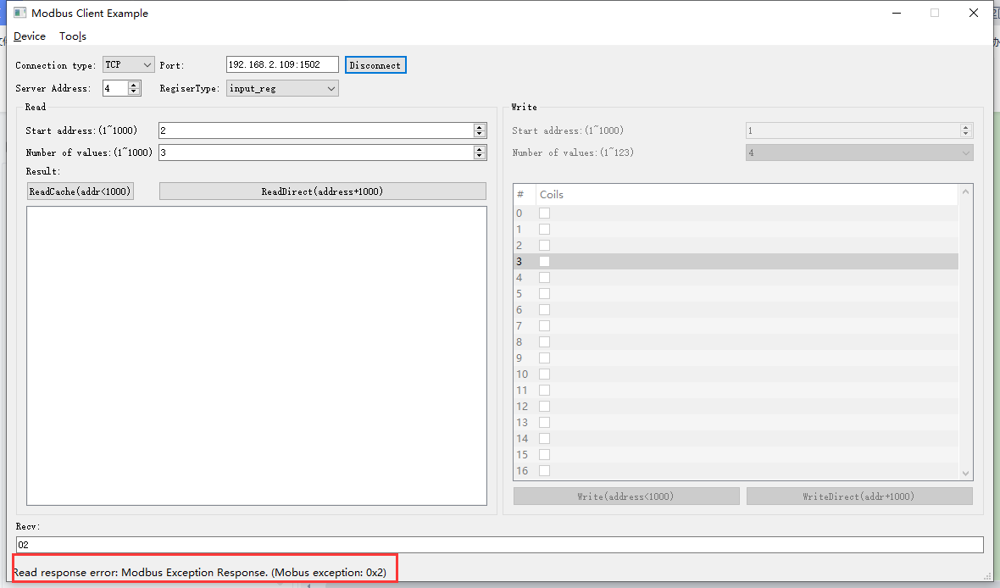 Modbus Client Example
Device Tools
Connection type: TCP Port: 192.168.2.109:1502 Disconnect
Server Address: 4 RegiserType: input_reg
Read
Start address:(1~1000) 2
Number of values:(1~1000) 3
Result:
ReadCache(addr<1000) ReadDirect(address+1000)
Write
Start address:(1~1000) 1
Number of values:(1~123) 4
# Coils
0
1
2
3
4
5
6
7
8
9
10
11
12
13
14
15
16
Write(address<1000) WriteDirect(addr+1000)
Recv:
02
Read response error: Modbus Exception Response. (Mobus exception: 0x2)